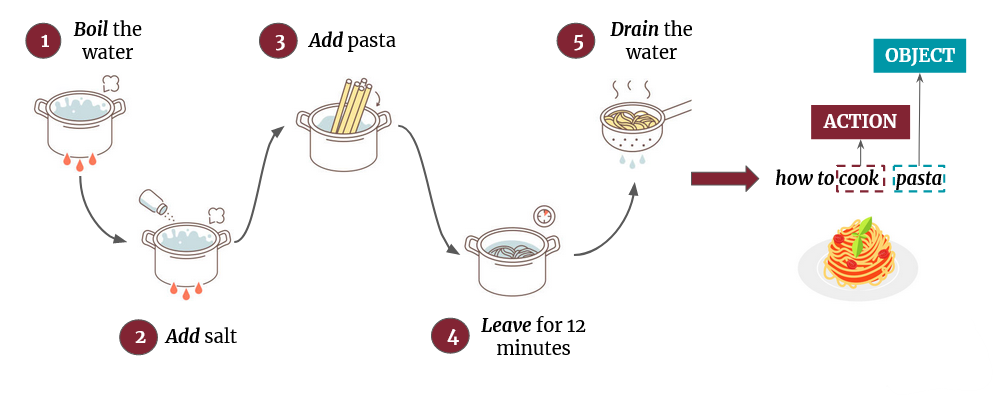 1
Boil the
water
2
Add salt
3
Add pasta
4
Leave for 12
minutes
5
Drain the
water
OBJECT
ACTION
how to cook pasta